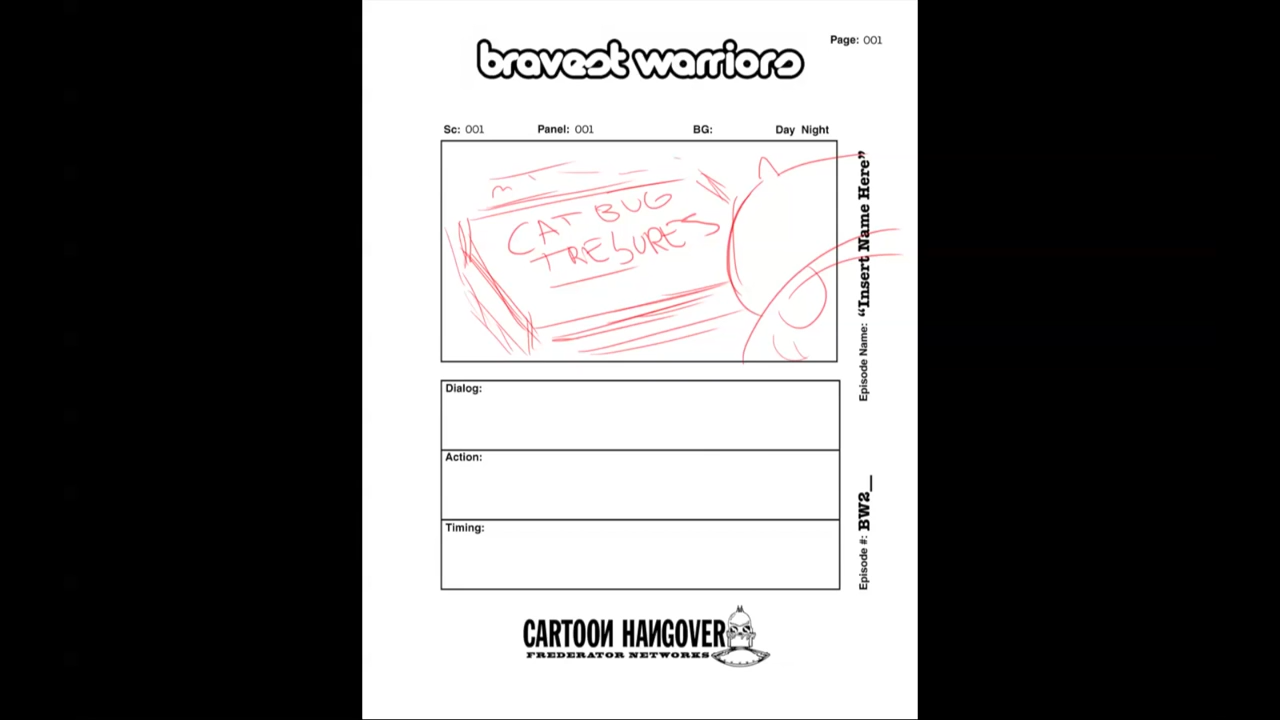 bravest warriors
Page: 001
Sc: 001 Panel: 001 BG: Day Night
CAT BUG
TRESURES
Episode Name: “Insert Name Here”
Dialog:
Action:
Timing:
Episode #: BW2_
CARTOON HANGOVER
FREDERATOR NETWORKS